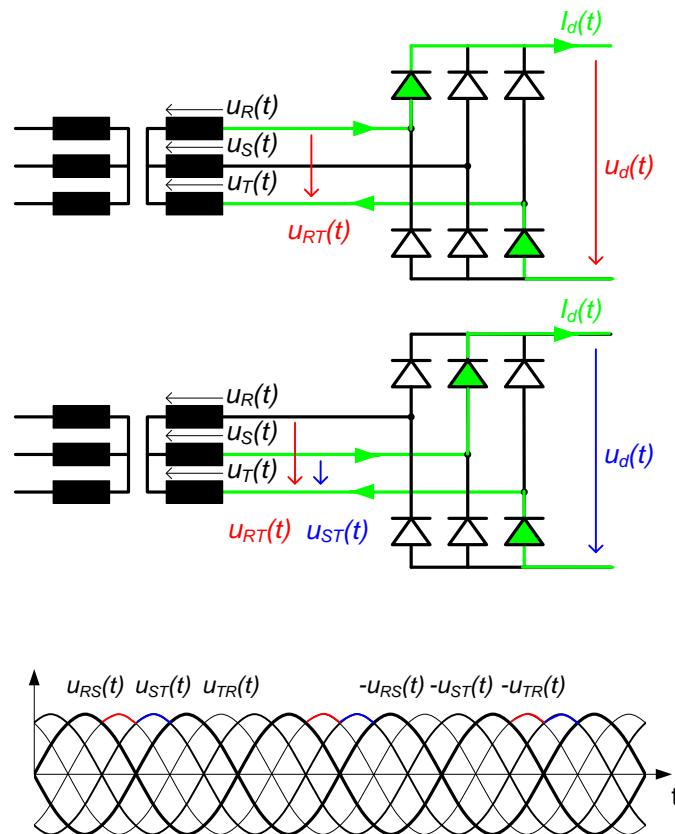 I_d(t)
u_R(t)
u_S(t)
u_T(t)
u_d(t)
u_RT(t)
I_d(t)
u_R(t)
u_S(t)
u_T(t)
u_d(t)
u_RT(t) u_ST(t)
u_RS(t) u_ST(t) u_TR(t) -u_RS(t) -u_ST(t) -u_TR(t)
t